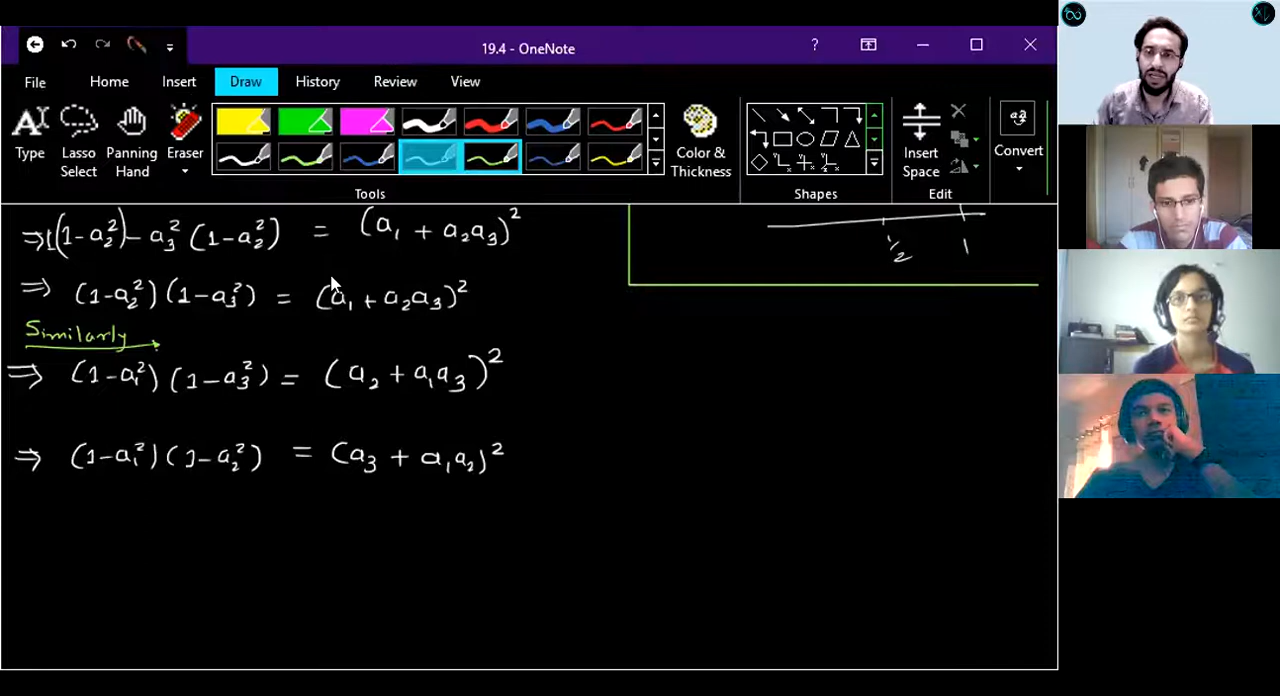 19.4 - OneNote
File Home Insert Draw History Review View
Type Lasso Select Panning Hand Eraser Color & Thickness Insert Space Convert
Tools Shapes Edit
⇒((1-a₂²) - a₃²(1-a₂²) = (a₁ + a₂a₃)²
½ 1
⇒ (1-a₂²)(1-a₃²) = (a₁ + a₂a₃)²
Similarly
⇒ (1-a₁²)(1-a₃²) = (a₂ + a₁a₃)²
⇒ (1-a₁²)(1-a₂²) = (a₃ + a₁a₂)²